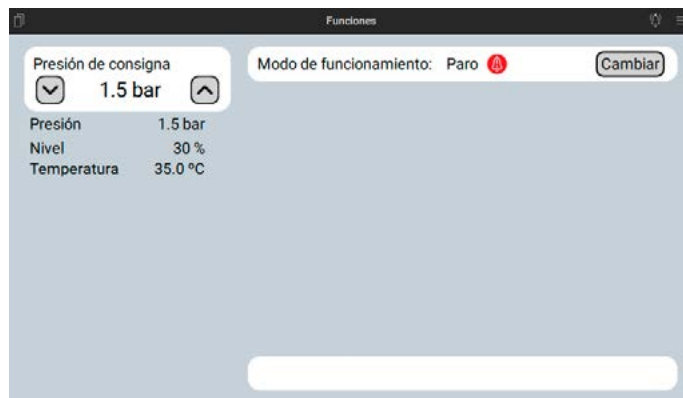 Funciones
Presión de consigna
1.5 bar
Modo de funcionamiento: Paro
Cambiar
Presión 1.5 bar
Nivel 30 %
Temperatura 35.0 ºC